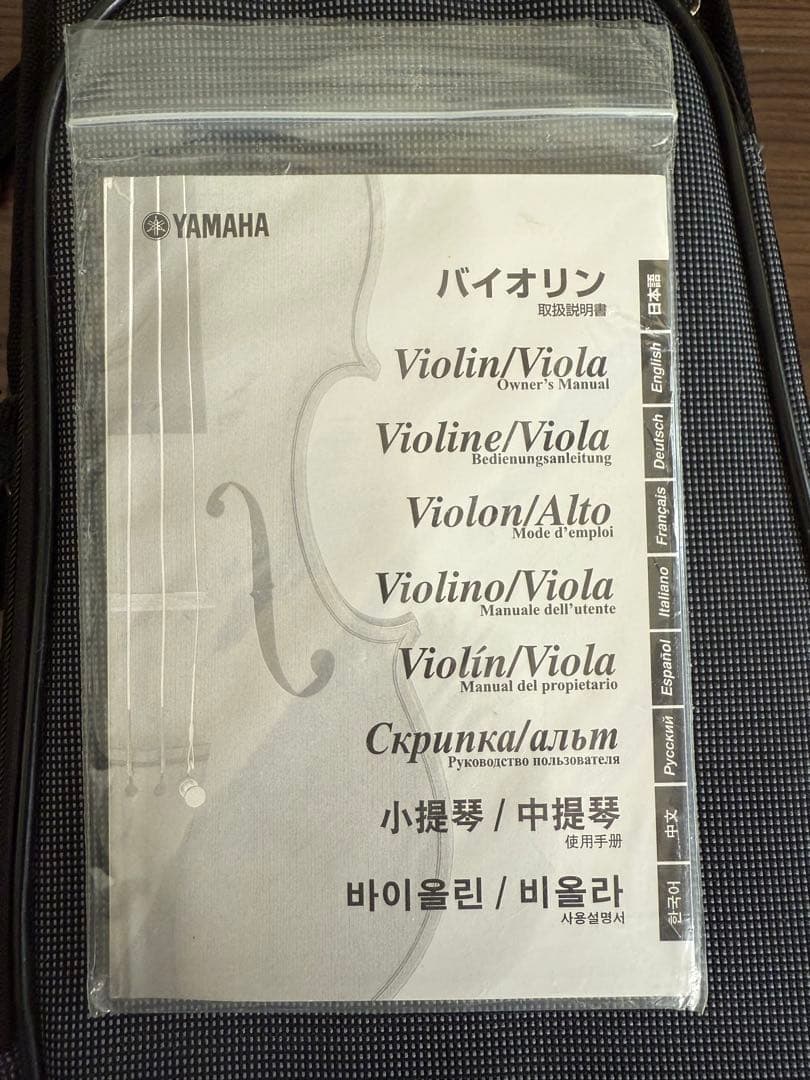 YAMAHA
バイオリン
取扱説明書
Violin/Viola
Owner's Manual
Violine/Viola
Bedienungsanleitung
Violon/Alto
Mode d'emploi
Violino/Viola
Manuale dell'utente
Violín/Viola
Manual del propietario
Скрипка/альт
Руководство пользователя
小提琴 / 中提琴
使用手册
바이올린 / 비올라
사용설명서
日本語
English
Deutsch
Français
Italiano
Español
Русский
中文
한국어